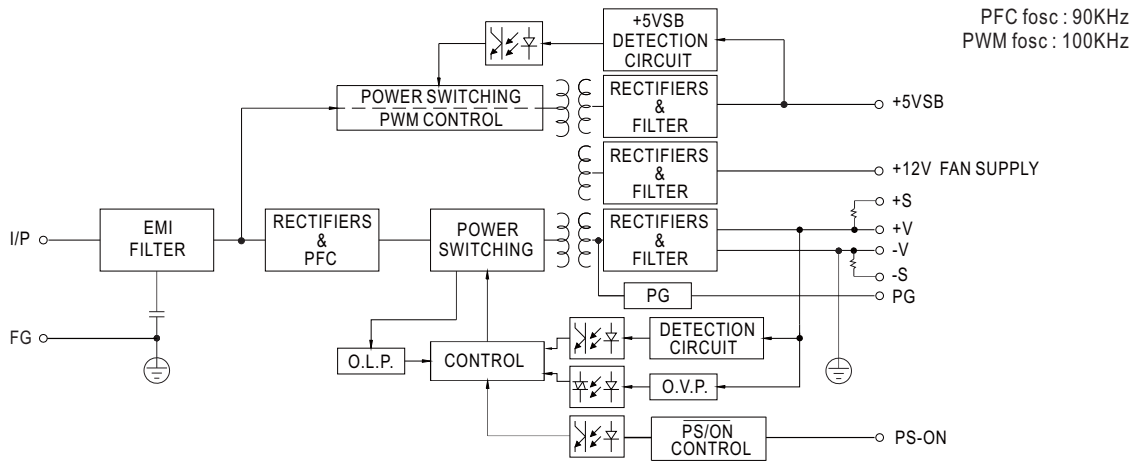 PFC fosc : 90KHz
PWM fosc : 100KHz
+5VSB
DETECTION
CIRCUIT
POWER SWITCHING
PWM CONTROL
RECTIFIERS
&
FILTER
+5VSB
RECTIFIERS
&
FILTER
+12V FAN SUPPLY
I/P
EMI
FILTER
RECTIFIERS
&
PFC
POWER
SWITCHING
RECTIFIERS
&
FILTER
+S
+V
-V
-S
PG
PG
FG
O.L.P.
CONTROL
DETECTION
CIRCUIT
O.V.P.
PS/ON
CONTROL
PS-ON